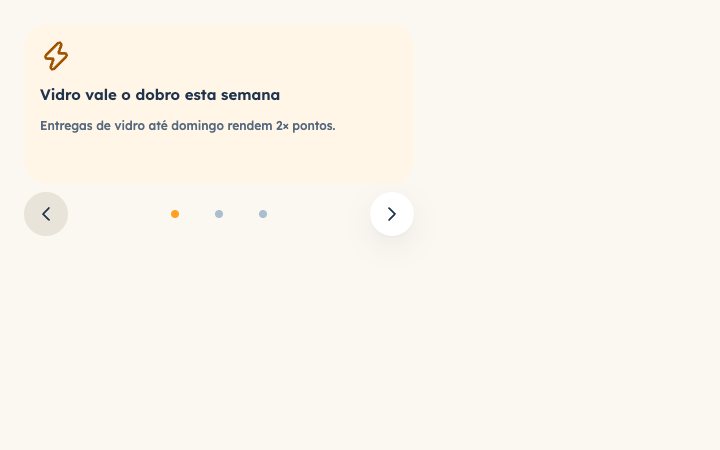 Vidro vale o dobro esta semana
Entregas de vidro até domingo rendem 2× pontos.